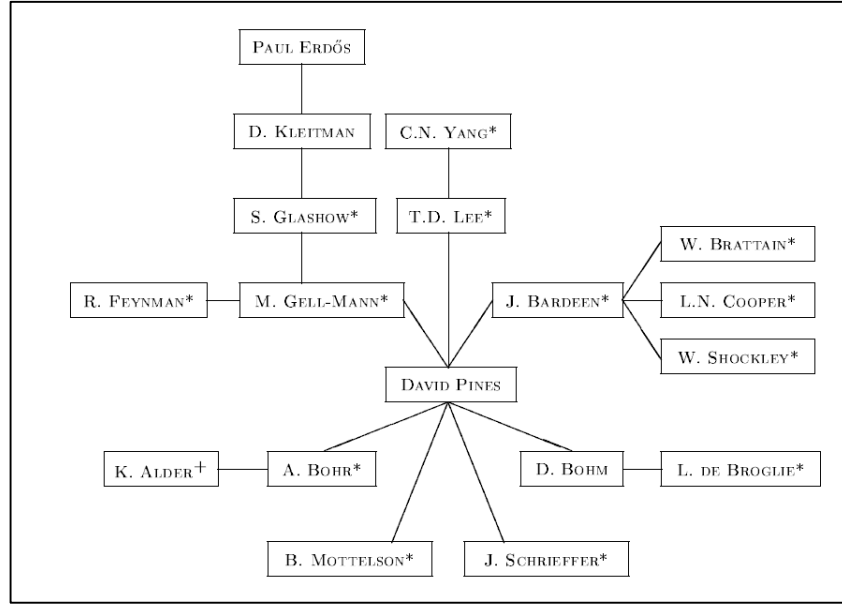 PAUL ERDŐS
D. KLEITMAN
C.N. YANG*
S. GLASHOW*
T.D. LEE*
W. BRATTAIN*
R. FEYNMAN*
M. GELL-MANN*
J. BARDEEN*
L.N. COOPER*
W. SHOCKLEY*
DAVID PINES
K. ALDER+
A. BOHR*
D. BOHM
L. DE BROGLIE*
B. MOTTELSON*
J. SCHRIEFFER*